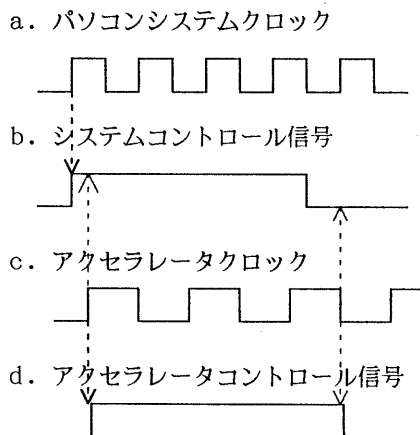 a．パソコンシステムクロック
b．システムコントロール信号
c．アクセラレータクロック
d．アクセラレータコントロール信号